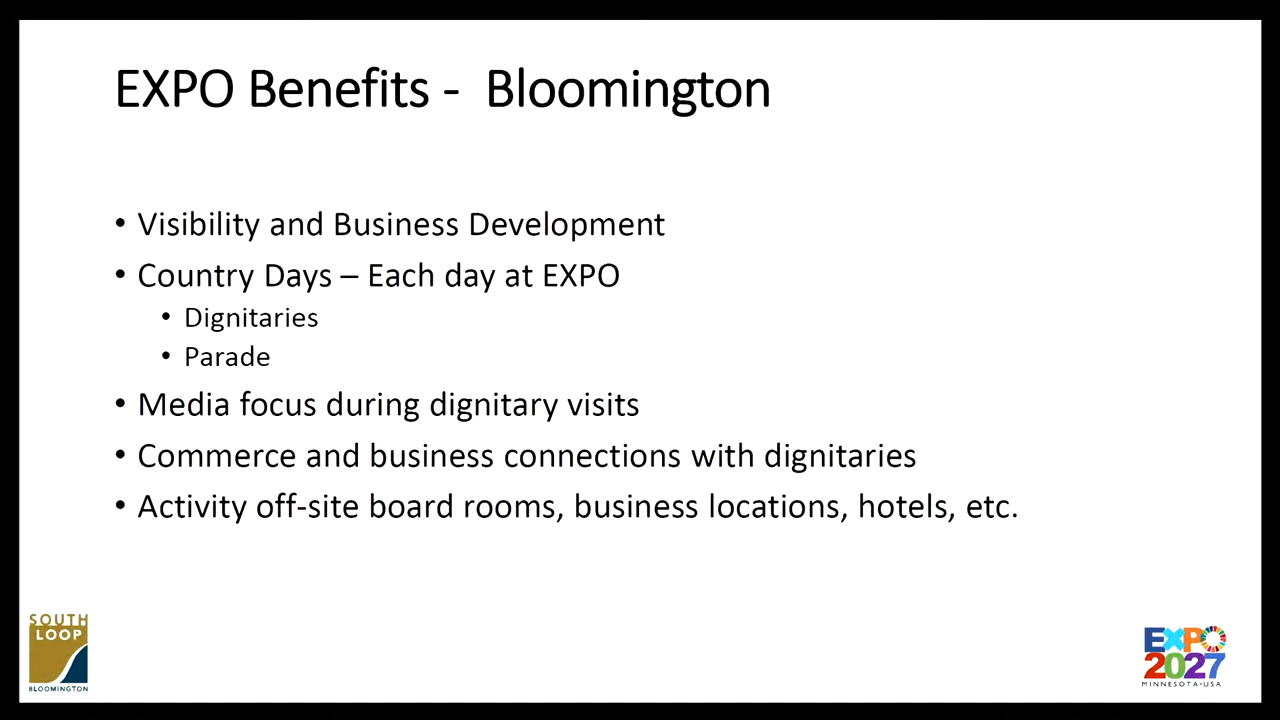 EXPO Benefits - Bloomington
• Visibility and Business Development
• Country Days – Each day at EXPO
• Dignitaries
• Parade
• Media focus during dignitary visits
• Commerce and business connections with dignitaries
• Activity off-site board rooms, business locations, hotels, etc.
SOUTH
LOOP
BLOOMINGTON
EXPO
2027
MINNESOTA•USA